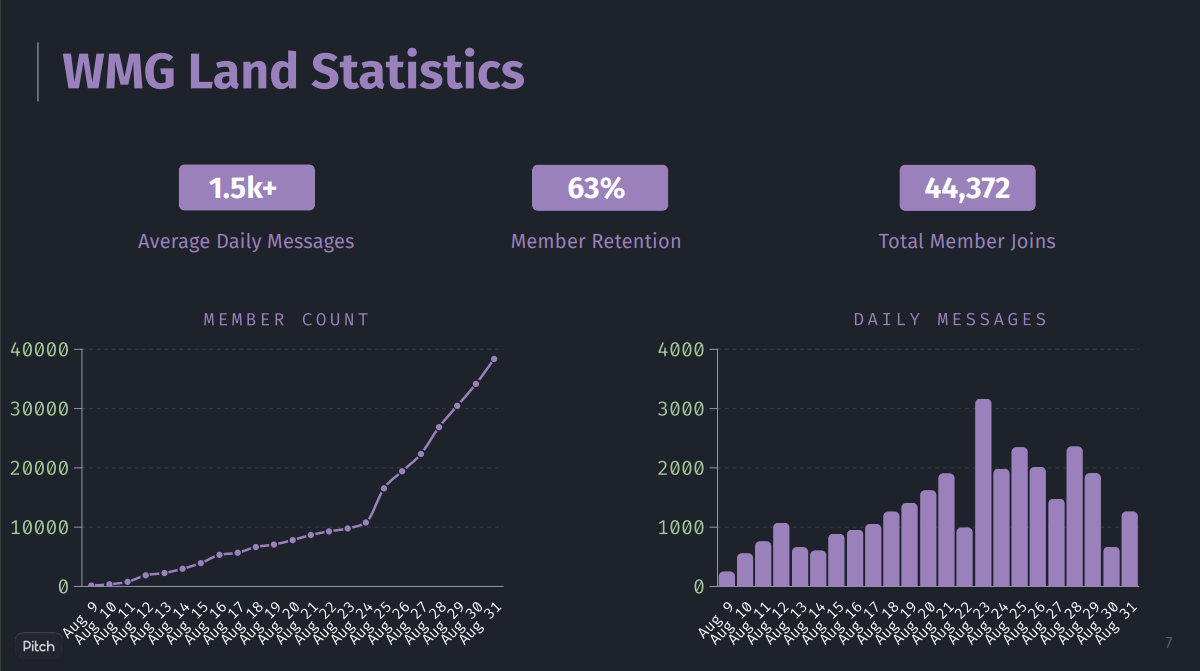 WMG Land Statistics
1.5k+
63%
44,372
Average Daily Messages
Member Retention
Total Member Joins
MEMBER COUNT
DAILY MESSAGES
40000
30000
20000
10000
0
Aug 9
Aug 10
Aug 11
Aug 12
Aug 13
Aug 14
Aug 15
Aug 16
Aug 17
Aug 18
Aug 19
Aug 20
Aug 21
Aug 22
Aug 23
Aug 24
Aug 25
Aug 26
Aug 27
Aug 28
Aug 29
Aug 30
Aug 31
4000
3000
2000
1000
0
Aug 9
Aug 10
Aug 11
Aug 12
Aug 13
Aug 14
Aug 15
Aug 16
Aug 17
Aug 18
Aug 19
Aug 20
Aug 21
Aug 22
Aug 23
Aug 24
Aug 25
Aug 26
Aug 27
Aug 28
Aug 29
Aug 30
Aug 31
Pitch
7